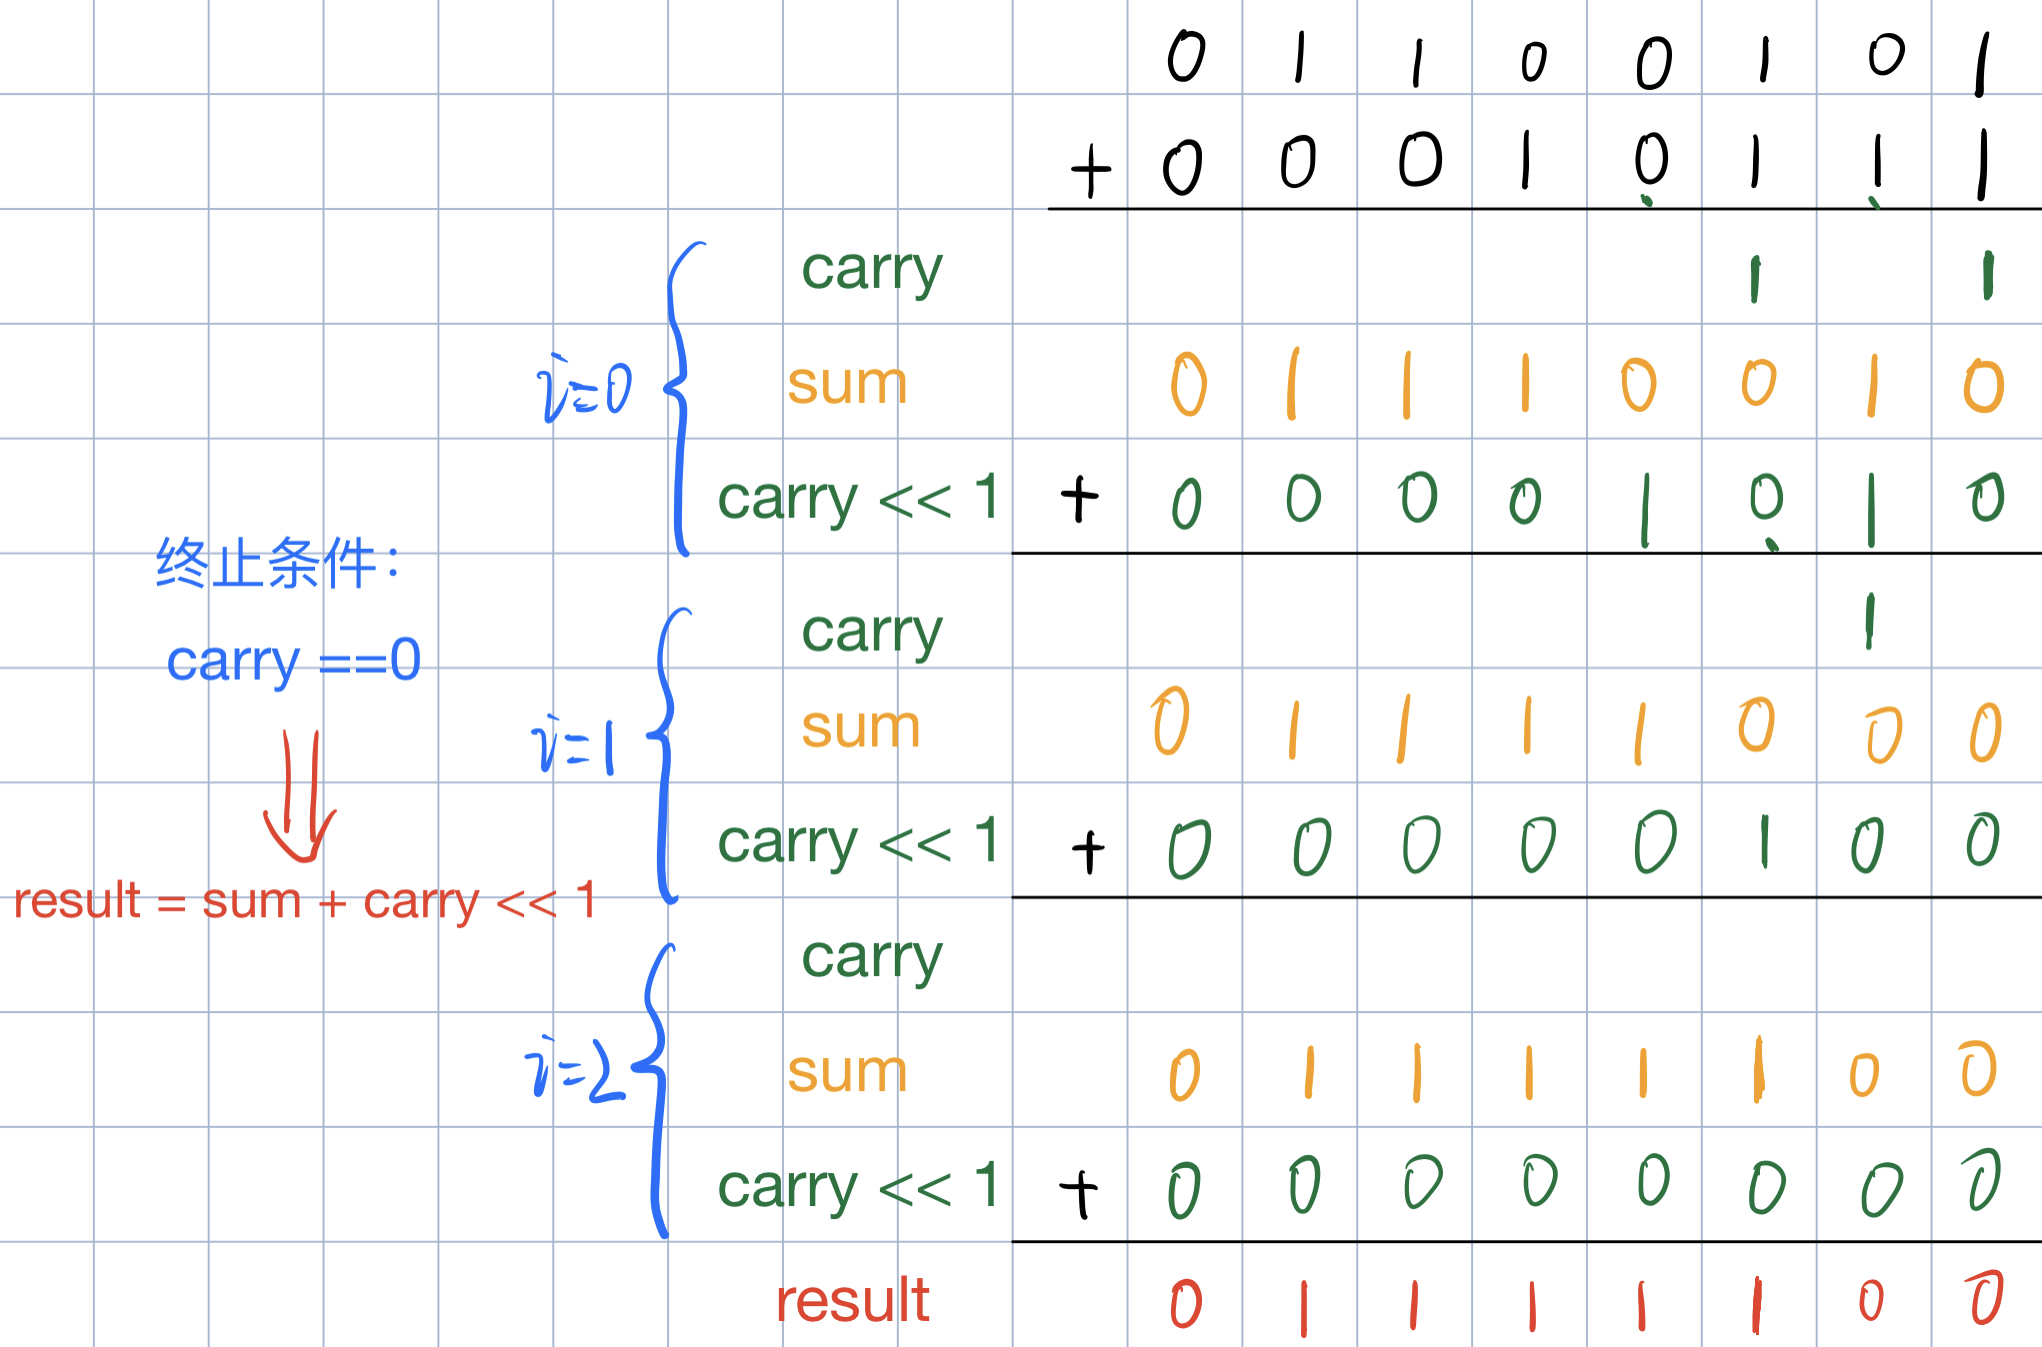 0 1 1 0 0 1 0 1
+ 0 0 0 1 0 1 1 1
carry 1 1
i=0
sum 0 1 1 1 0 0 1 0
carry << 1 + 0 0 0 0 1 0 1 0
终止条件：
carry ==0
result = sum + carry << 1
carry 1
i=1
sum 0 1 1 1 1 0 0 0
carry << 1 + 0 0 0 0 0 1 0 0
carry
i=2
sum 0 1 1 1 1 1 0 0
carry << 1 + 0 0 0 0 0 0 0 0
result 0 1 1 1 1 1 0 0